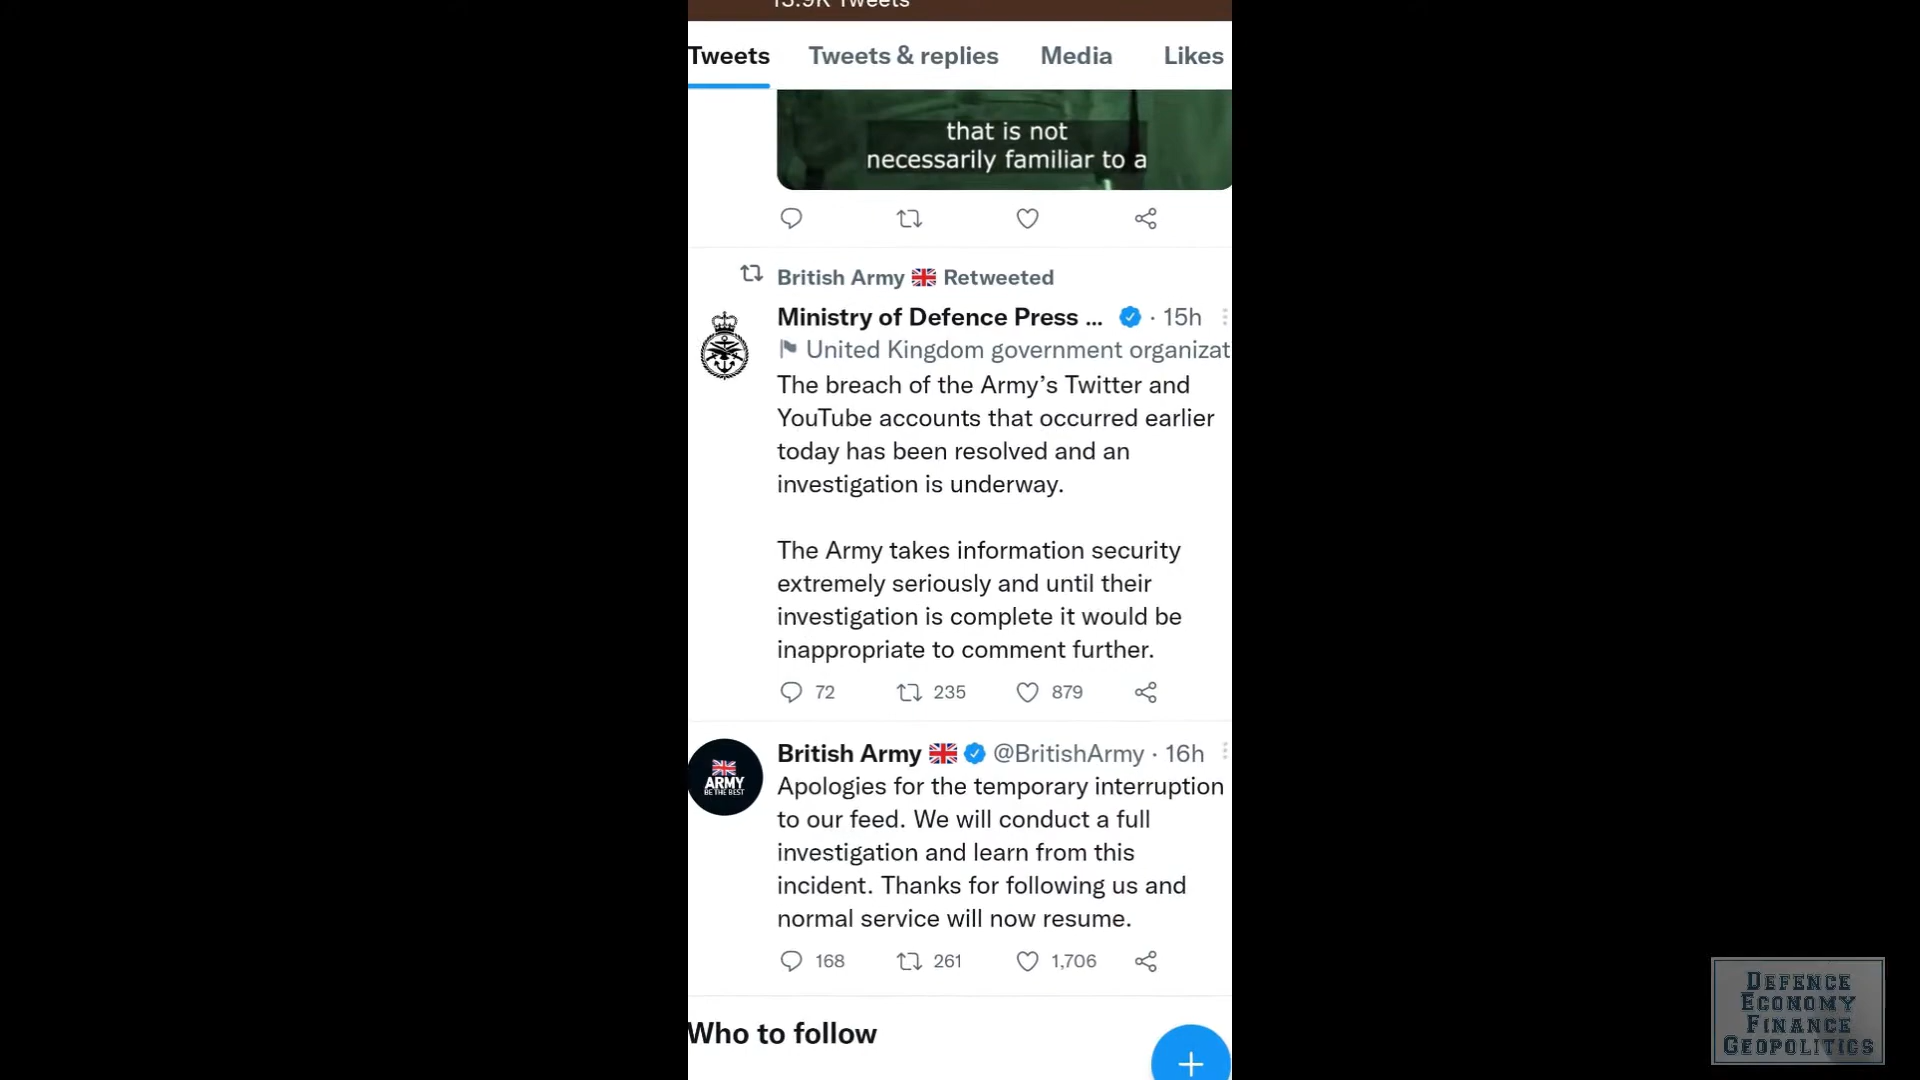 13.9K Tweets
Tweets Tweets & replies Media Likes
that is not
necessarily familiar to a
British Army 🇬🇧 Retweeted
Ministry of Defence Press ... · 15h
United Kingdom government organizat
The breach of the Army’s Twitter and
YouTube accounts that occurred earlier
today has been resolved and an
investigation is underway.
The Army takes information security
extremely seriously and until their
investigation is complete it would be
inappropriate to comment further.
72 235 879
ARMY
BE THE BEST
British Army 🇬🇧 @BritishArmy · 16h
Apologies for the temporary interruption
to our feed. We will conduct a full
investigation and learn from this
incident. Thanks for following us and
normal service will now resume.
168 261 1,706
Who to follow
+
DEFENCE
ECONOMY
FINANCE
GEOPOLITICS